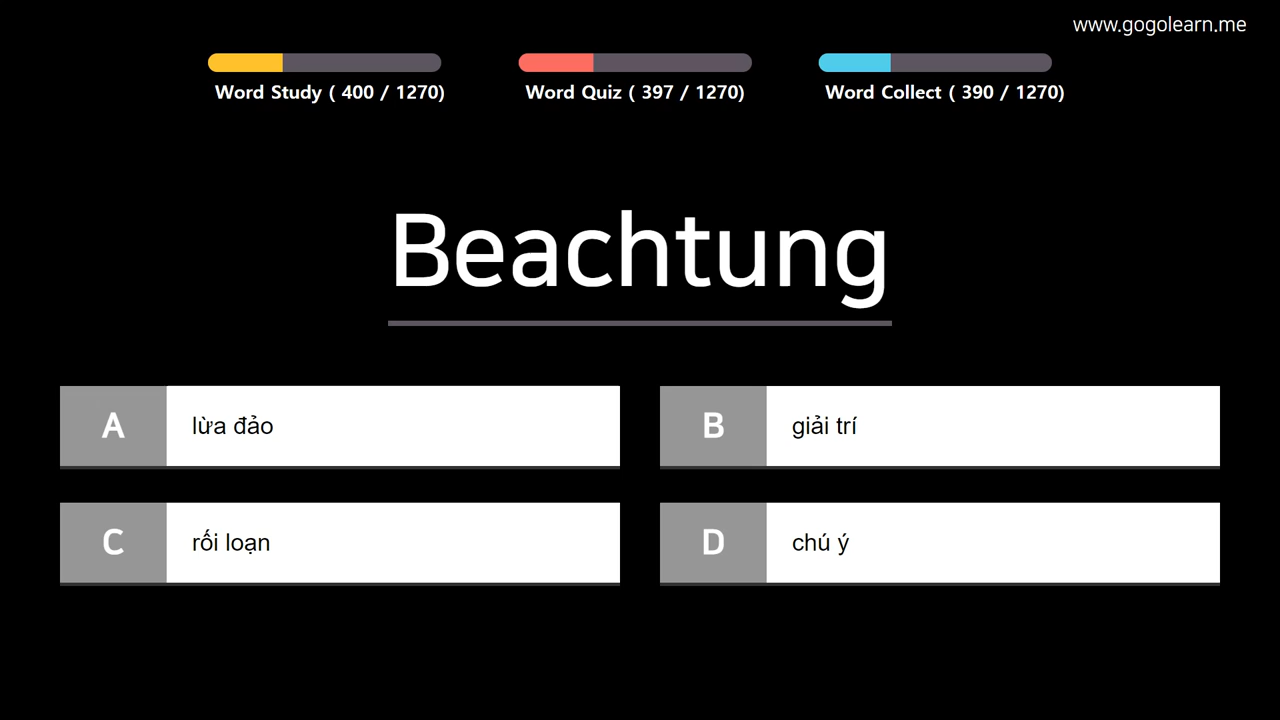 www.gogolearn.me
Word Study ( 400 / 1270)
Word Quiz ( 397 / 1270)
Word Collect ( 390 / 1270)
Beachtung
A lừa đảo
B giải trí
C rối loạn
D chú ý